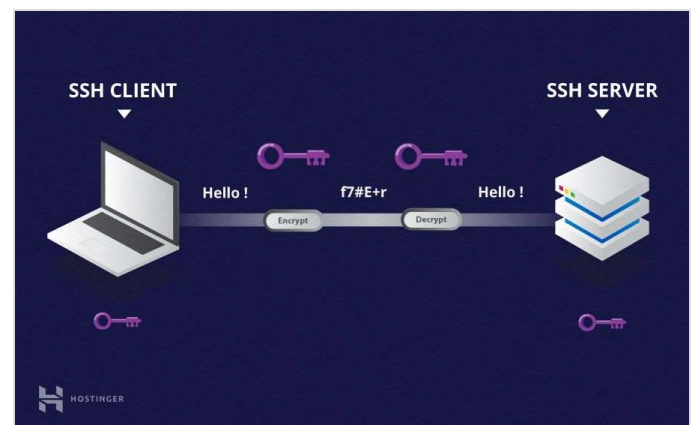 SSH CLIENT
SSH SERVER
Hello !
f7#E+r
Hello !
Encrypt
Decrypt
HOSTINGER